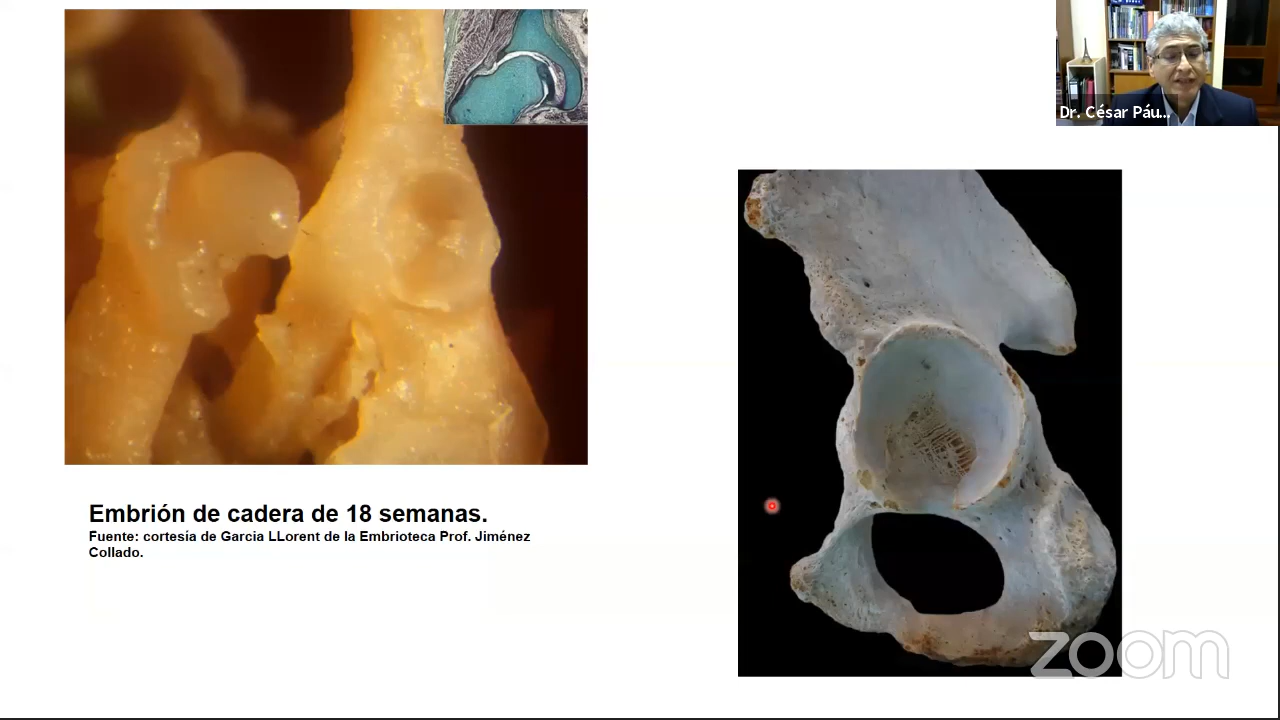 Dr. César Páu...
Embrión de cadera de 18 semanas.
Fuente: cortesía de Garcia LLorent de la Embrioteca Prof. Jiménez
Collado.
zoom